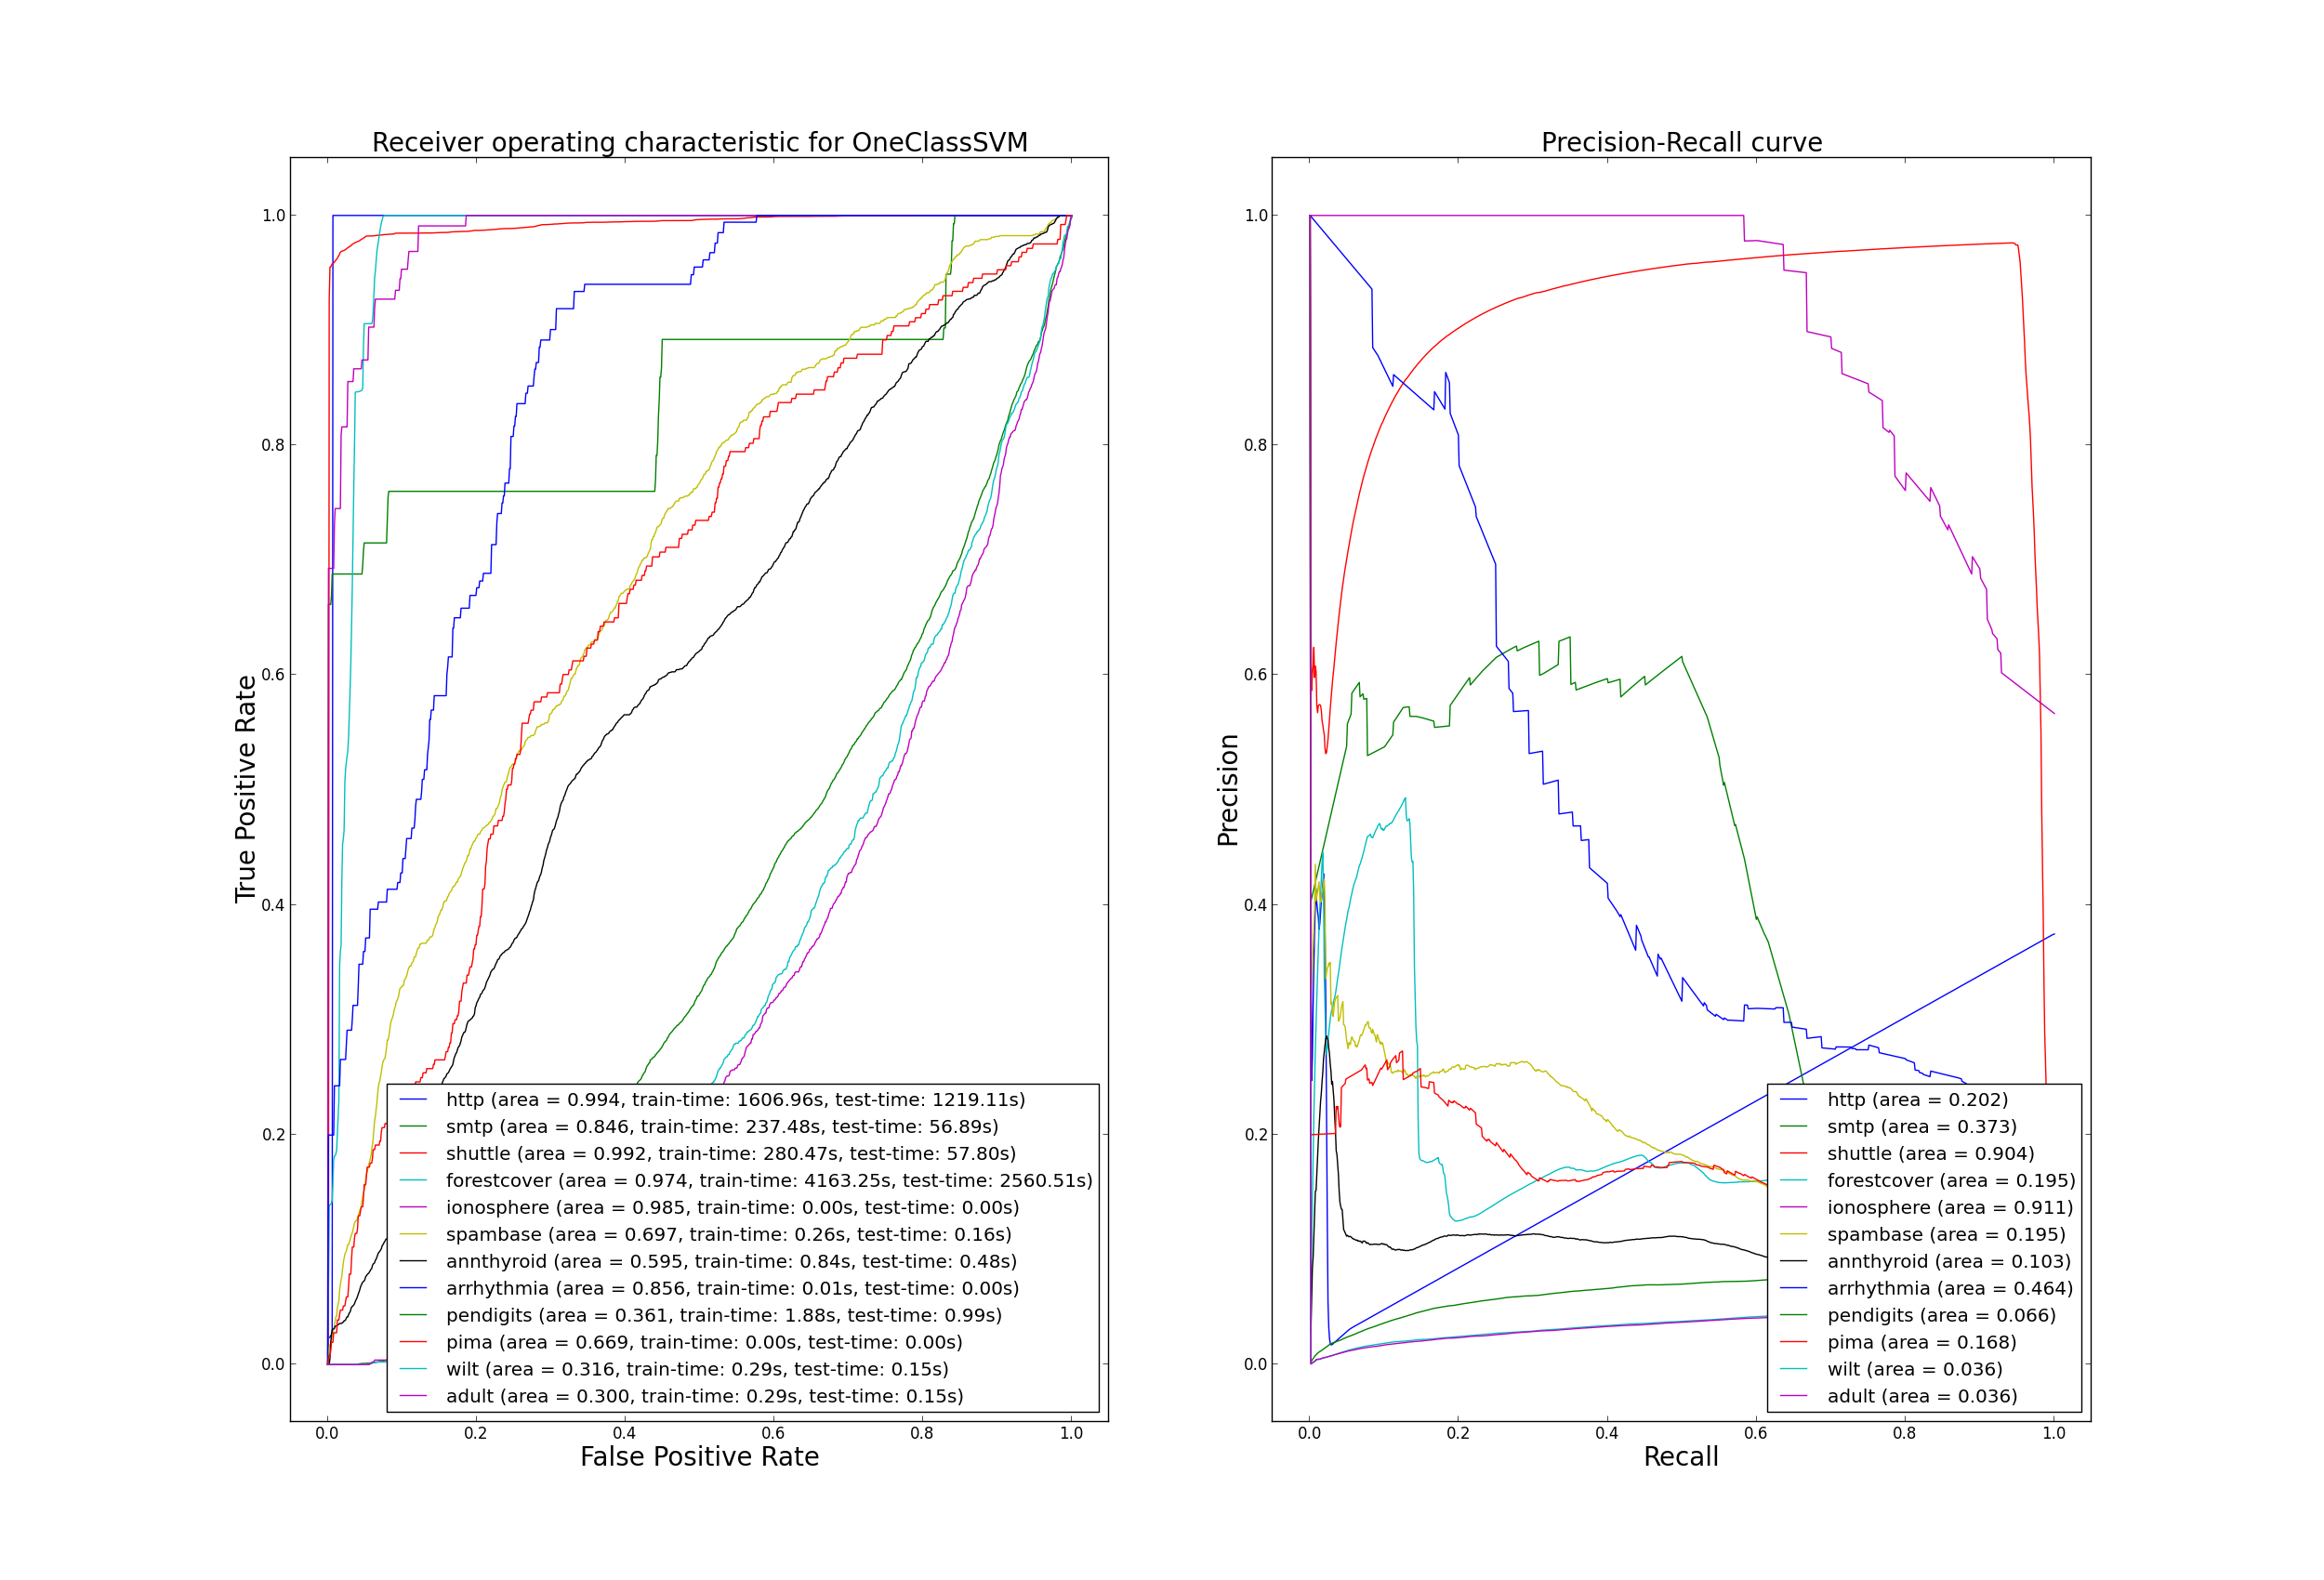 Receiver operating characteristic for OneClassSVM
1.0
0.8
0.6
0.4
0.2
0.0
True Positive Rate
http (area = 0.994, train-time: 1606.96s, test-time: 1219.11s)
smtp (area = 0.846, train-time: 237.48s, test-time: 56.89s)
shuttle (area = 0.992, train-time: 280.47s, test-time: 57.80s)
forestcover (area = 0.974, train-time: 4163.25s, test-time: 2560.51s)
ionosphere (area = 0.985, train-time: 0.00s, test-time: 0.00s)
spambase (area = 0.697, train-time: 0.26s, test-time: 0.16s)
annthyroid (area = 0.595, train-time: 0.84s, test-time: 0.48s)
arrhythmia (area = 0.856, train-time: 0.01s, test-time: 0.00s)
pendigits (area = 0.361, train-time: 1.88s, test-time: 0.99s)
pima (area = 0.669, train-time: 0.00s, test-time: 0.00s)
wilt (area = 0.316, train-time: 0.29s, test-time: 0.15s)
adult (area = 0.300, train-time: 0.29s, test-time: 0.15s)
0.0 0.2 0.4 0.6 0.8 1.0
False Positive Rate
Precision-Recall curve
1.0
0.8
0.6
0.4
0.2
0.0
Precision
http (area = 0.202)
smtp (area = 0.373)
shuttle (area = 0.904)
forestcover (area = 0.195)
ionosphere (area = 0.911)
spambase (area = 0.195)
annthyroid (area = 0.103)
arrhythmia (area = 0.464)
pendigits (area = 0.066)
pima (area = 0.168)
wilt (area = 0.036)
adult (area = 0.036)
0.0 0.2 0.4 0.6 0.8 1.0
Recall